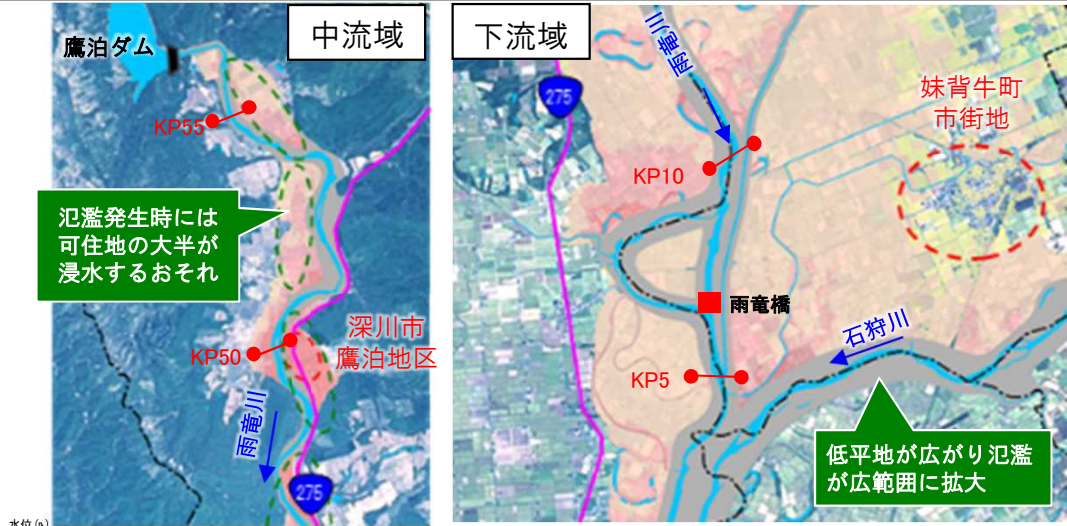 中流域
鷹泊ダム
KP55
氾濫発生時には
可住地の大半が
浸水するおそれ
深川市
鷹泊地区
KP50
雨竜川
275
水位(m)
下流域
雨竜川
275
妹背牛町
市街地
KP10
雨竜橋
石狩川
KP5
低平地が広がり氾濫
が広範囲に拡大